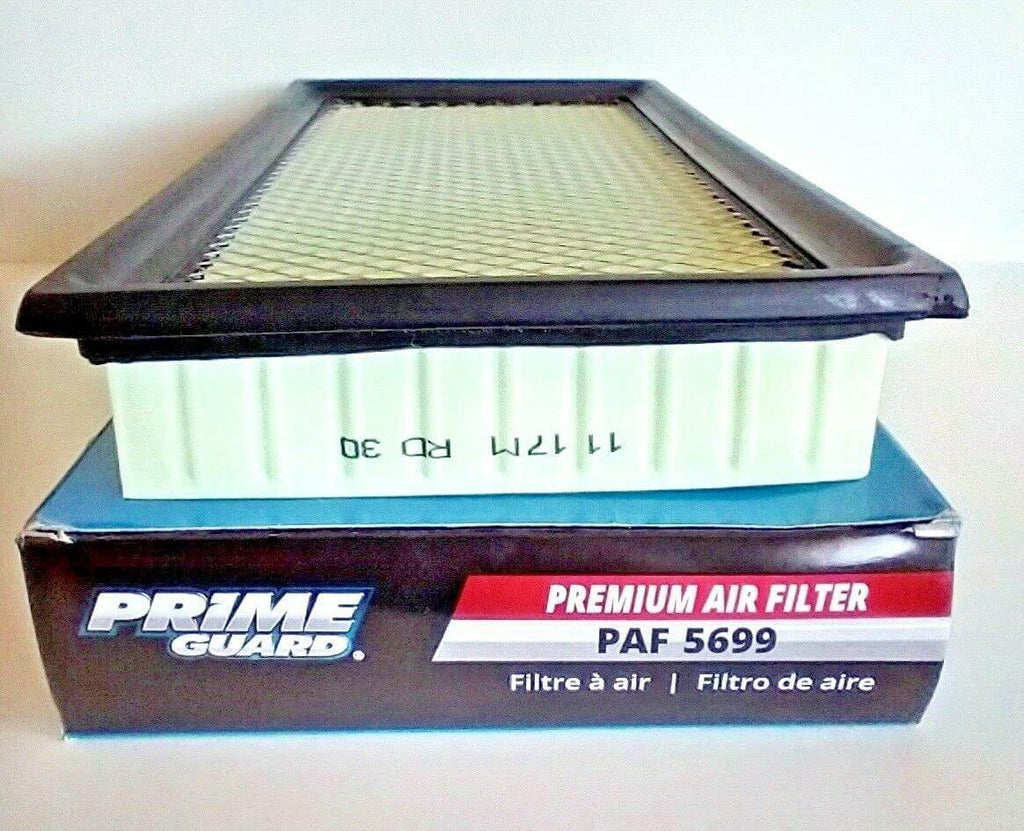 11 17M RD 30
PRIME
GUARD®
PREMIUM AIR FILTER
PAF 5699
Filtre à air | Filtro de aire